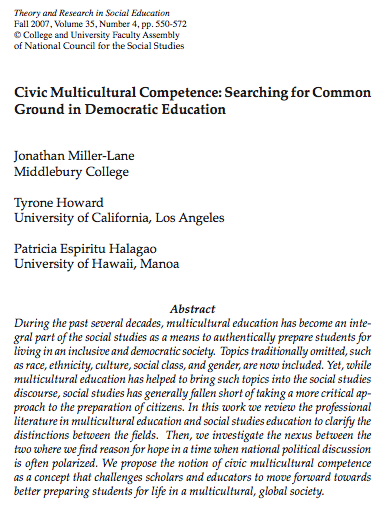 Theory and Research in Social Education
Fall 2007, Volume 35, Number 4, pp. 550-572
© College and University Faculty Assembly
of National Council for the Social Studies
Civic Multicultural Competence: Searching for Common
Ground in Democratic Education
Jonathan Miller-Lane
Middlebury College
Tyrone Howard
University of California, Los Angeles
Patricia Espiritu Halagao
University of Hawaii, Manoa
Abstract
During the past several decades, multicultural education has become an inte-
gral part of the social studies as a means to authentically prepare students for
living in an inclusive and democratic society. Topics traditionally omitted, such
as race, ethnicity, culture, social class, and gender, are now included. Yet, while
multicultural education has helped to bring such topics into the social studies
discourse, social studies has generally fallen short of taking a more critical ap-
proach to the preparation of citizens. In this work we review the professional
literature in multicultural education and social studies education to clarify the
distinctions between the fields. Then, we investigate the nexus between the
two where we find reason for hope in a time when national political discussion
is often polarized. We propose the notion of civic multicultural competence
as a concept that challenges scholars and educators to move forward towards
better preparing students for life in a multicultural, global society.